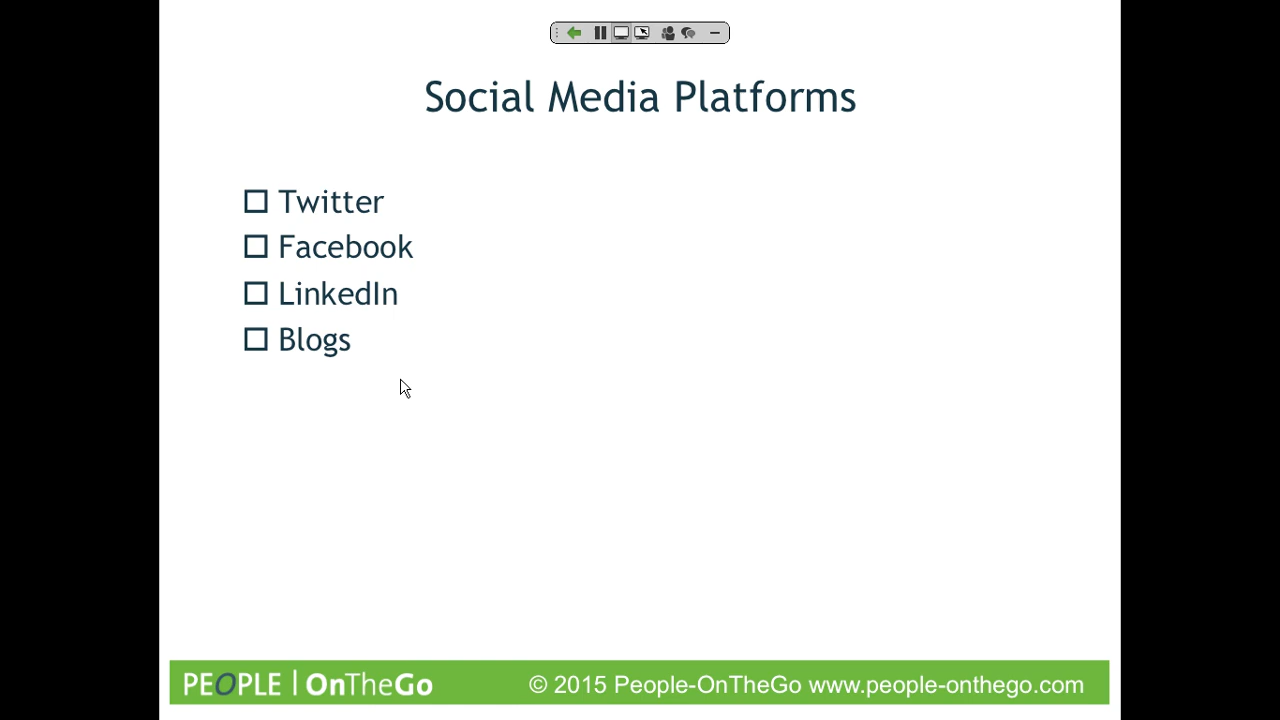 Social Media Platforms
Twitter
Facebook
LinkedIn
Blogs
PEOPLE | OnTheGo © 2015 People-OnTheGo www.people-onthego.com